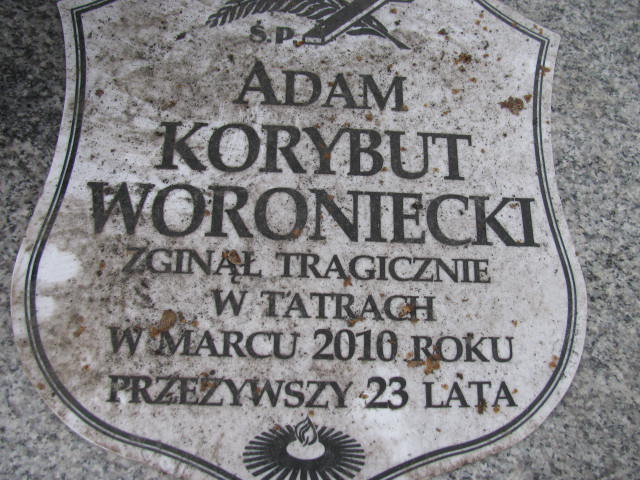 Ś.P.
ADAM
KORYBUT
WORONIECKI
ZGINĄŁ TRAGICZNIE
W TATRACH
W MARCU 2010 ROKU
PRZEŻYWSZY 23 LATA